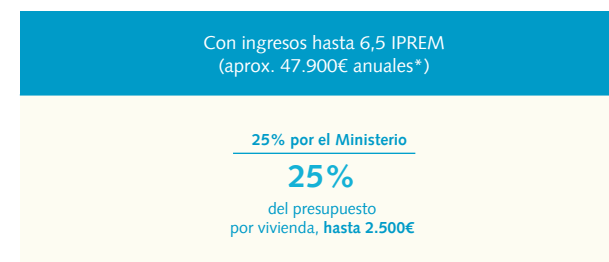 Con ingresos hasta 6,5 IPREM
(aprox. 47.900€ anuales*)
25% por el Ministerio
25%
del presupuesto
por vivienda, hasta 2.500€